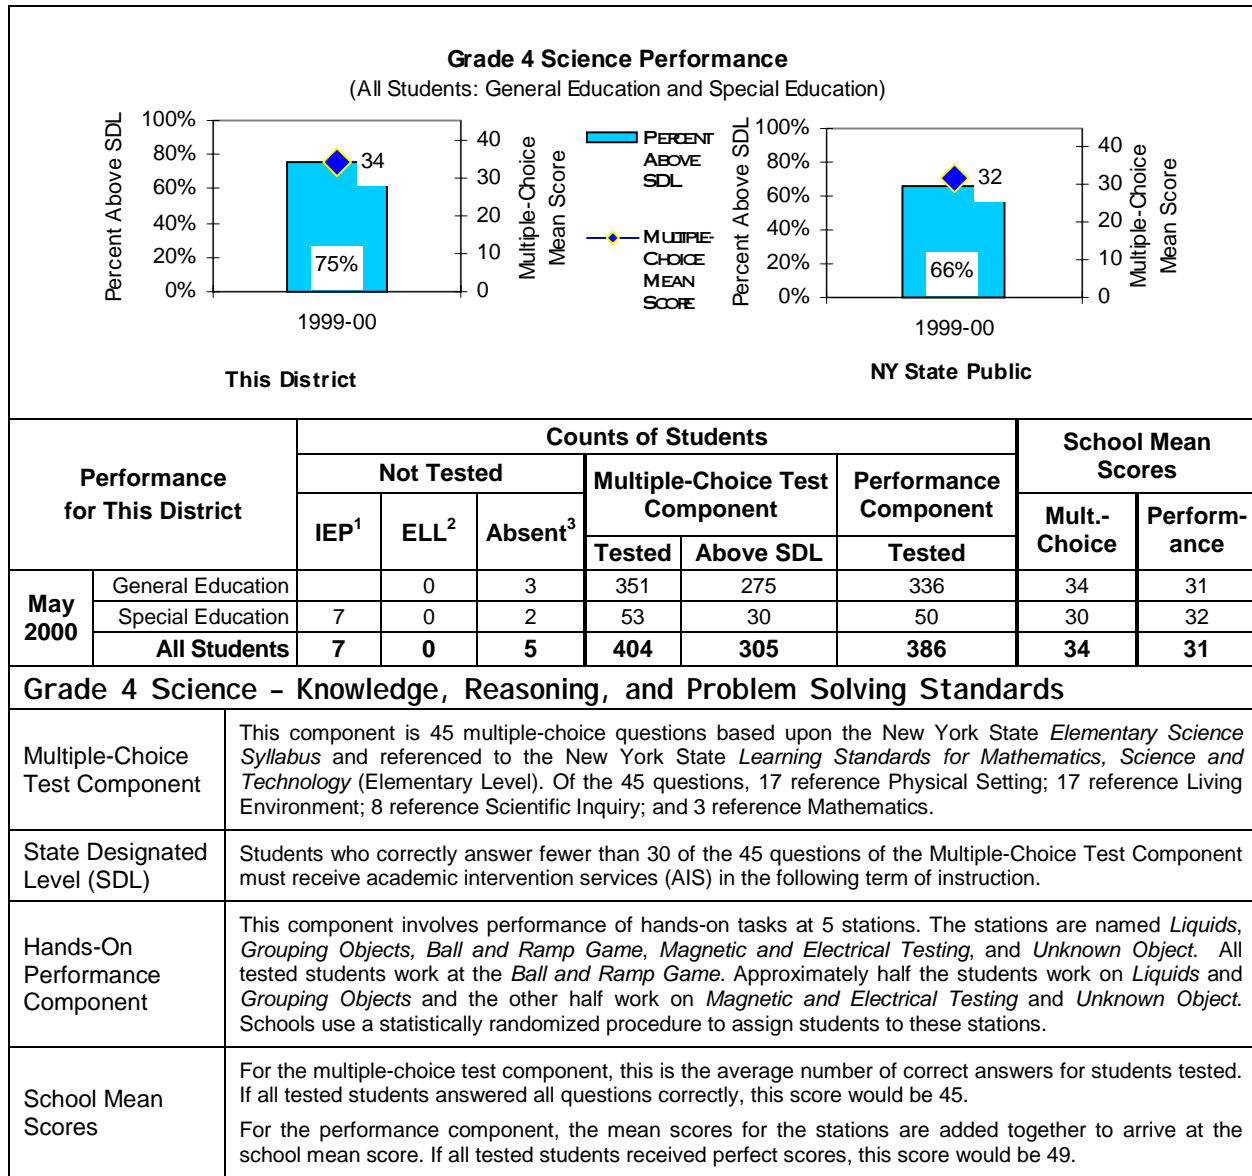 Grade 4 Science Performance
(All Students: General Education and Special Education)
Percent Above SDL
100%
80%
60%
40%
20%
0%
34
75%
40
30
20
10
0
Multiple-Choice
Mean Score
1999-00
This District
PERCENT
ABOVE
SDL
MULTIPLE-
CHOICE
MEAN
SCORE
Percent Above SDL
100%
80%
60%
40%
20%
0%
32
66%
40
30
20
10
0
Multiple-Choice
Mean Score
1999-00
NY State Public
Performance
for This District
Counts of Students
School Mean
Scores
Not Tested
Multiple-Choice Test
Component
Performance
Component
IEP1 ELL2 Absent3
Tested Above SDL Tested
Mult.-
Choice
Perform-
ance
May
2000
General Education 0 3 351 275 336 34 31
Special Education 7 0 2 53 30 50 30 32
All Students 7 0 5 404 305 386 34 31
Grade 4 Science – Knowledge, Reasoning, and Problem Solving Standards
Multiple-Choice
Test Component
This component is 45 multiple-choice questions based upon the New York State Elementary Science
Syllabus and referenced to the New York State Learning Standards for Mathematics, Science and
Technology (Elementary Level). Of the 45 questions, 17 reference Physical Setting; 17 reference Living
Environment; 8 reference Scientific Inquiry; and 3 reference Mathematics.
State Designated
Level (SDL)
Students who correctly answer fewer than 30 of the 45 questions of the Multiple-Choice Test Component
must receive academic intervention services (AIS) in the following term of instruction.
Hands-On
Performance
Component
This component involves performance of hands-on tasks at 5 stations. The stations are named Liquids,
Grouping Objects, Ball and Ramp Game, Magnetic and Electrical Testing, and Unknown Object. All
tested students work at the Ball and Ramp Game. Approximately half the students work on Liquids and
Grouping Objects and the other half work on Magnetic and Electrical Testing and Unknown Object.
Schools use a statistically randomized procedure to assign students to these stations.
School Mean
Scores
For the multiple-choice test component, this is the average number of correct answers for students tested.
If all tested students answered all questions correctly, this score would be 45.
For the performance component, the mean scores for the stations are added together to arrive at the
school mean score. If all tested students received perfect scores, this score would be 49.